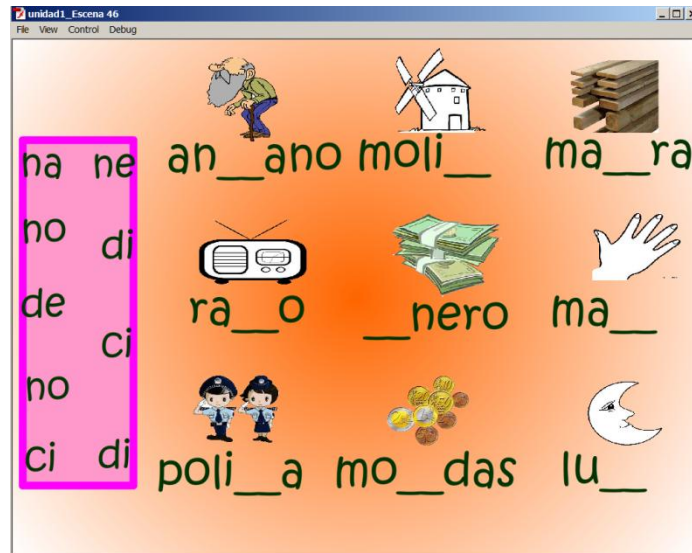 unidad1_Escena 46
File View Control Debug
na ne
no di
de
ci
no
ci di
an__ano moli__ ma__ra
ra__o __nero ma__
poli__a mo__das lu__